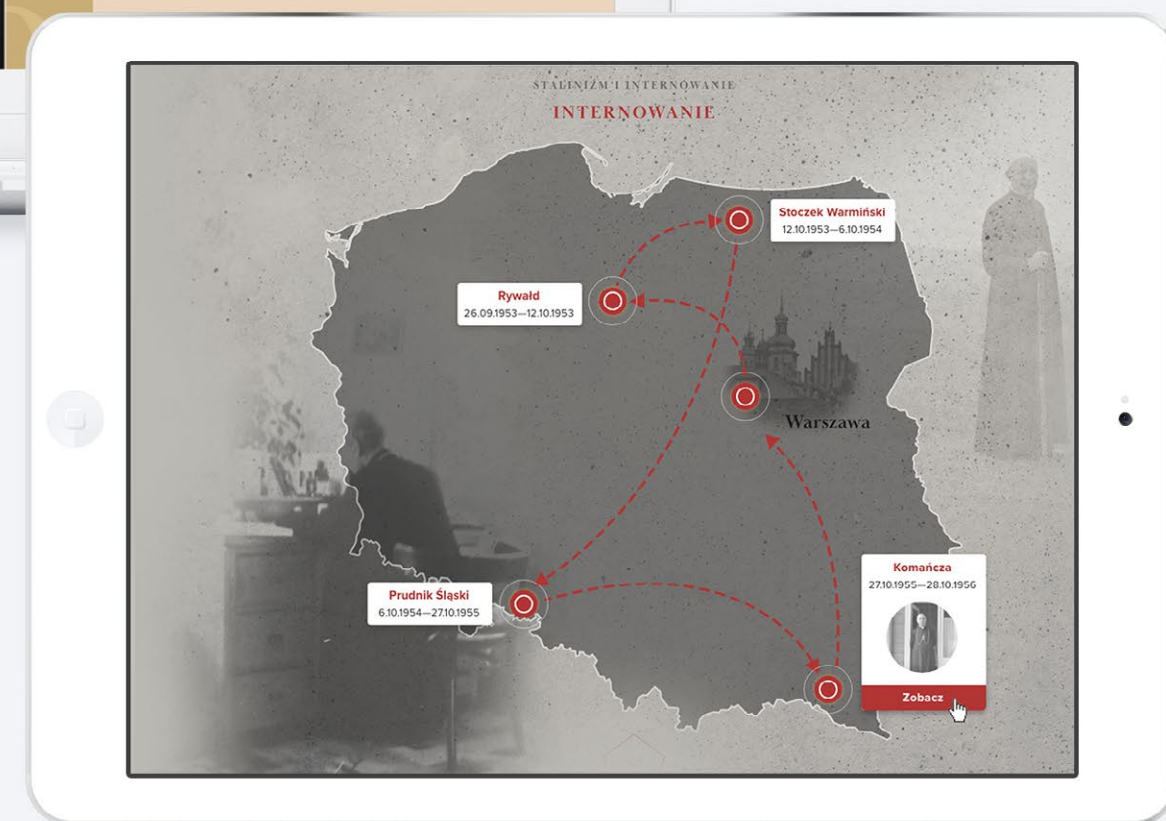 STALINIZM I INTERNOWANIE
INTERNOWANIE
Stoczek Warmiński
12.10.1953—6.10.1954
Rywałd
26.09.1953—12.10.1953
Warszawa
Komańcza
27.10.1955—28.10.1956
Prudnik Śląski
6.10.1954—27.10.1955
Zobacz